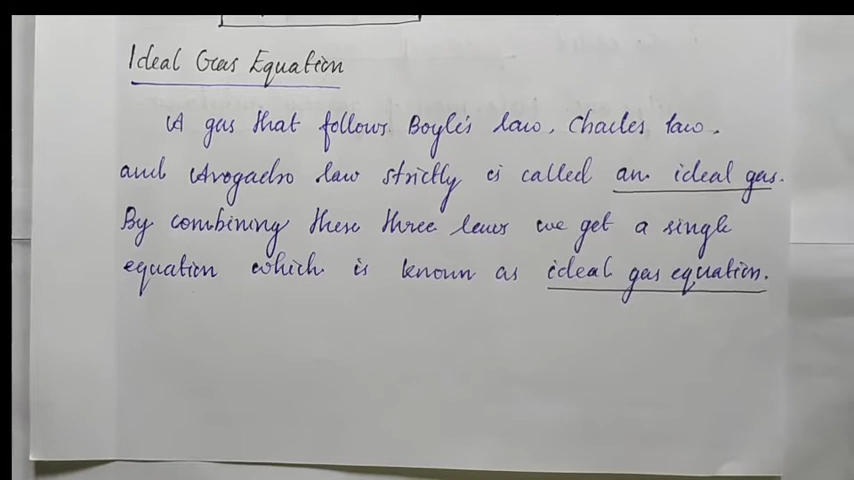 Ideal Gas Equation
A gas that follows Boyle's law, Charles law,
and Avogadro law strictly is called an ideal gas.
By combining these three laws we get a single
equation which is known as ideal gas equation.